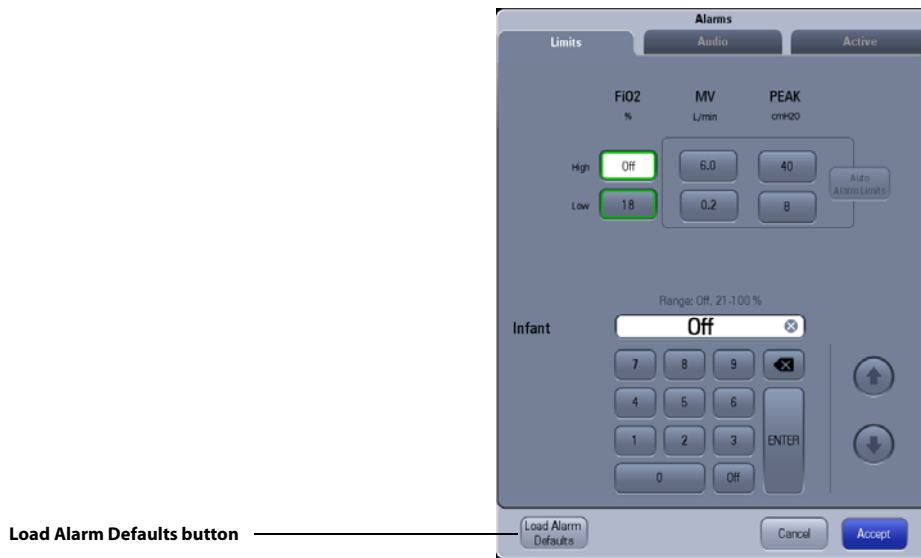 Alarms
Limits Audio Active
FiO2 MV PEAK
% L/min cmH2O
High Off 6.0 40
Auto
Alarm Limits
Low 18 0.2 8
Range: Off, 21-100 %
Infant Off
7 8 9
4 5 6
1 2 3 ENTER
0 Off
Load Alarm Defaults button
Load Alarm
Defaults
Cancel Accept